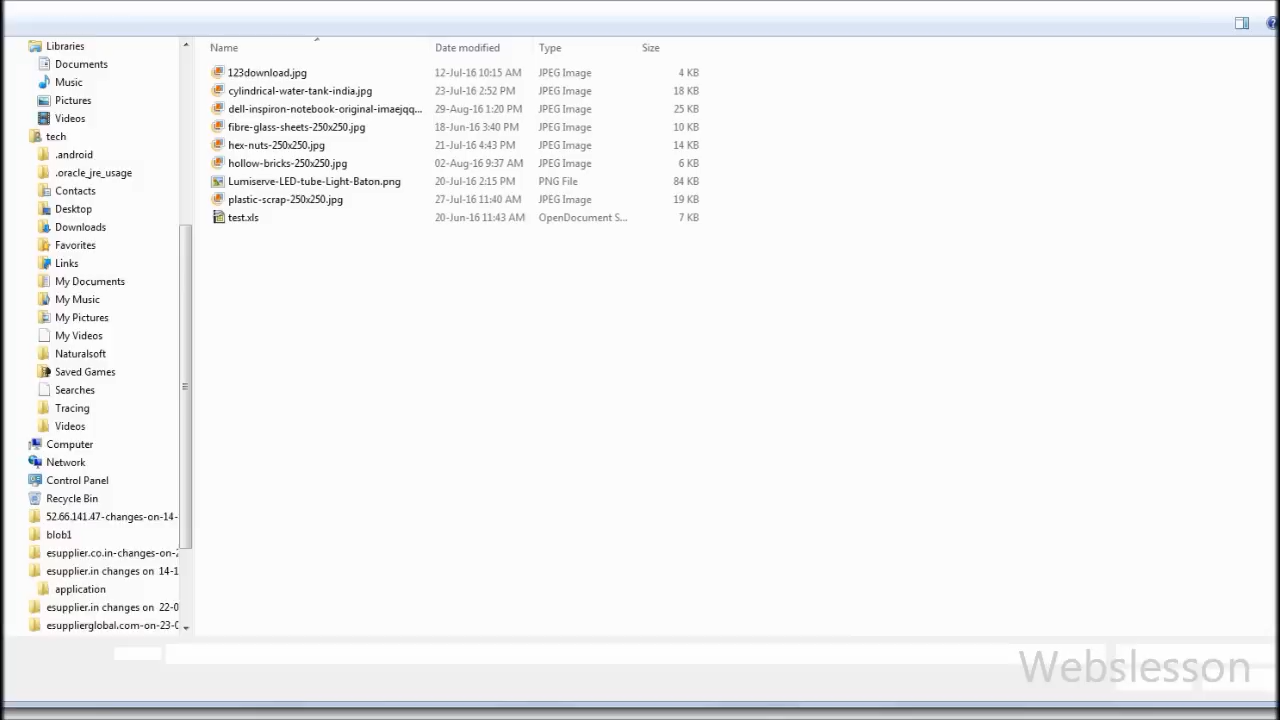 Name Date modified Type Size
Libraries
Documents
Music
Pictures
Videos
tech
.android
.oracle_jre_usage
Contacts
Desktop
Downloads
Favorites
Links
My Documents
My Music
My Pictures
My Videos
Naturalsoft
Saved Games
Searches
Tracing
Videos
Computer
Network
Control Panel
Recycle Bin
52.66.141.47-changes-on-14-
blob1
esupplier.co.in-changes-on-2
esupplier.in changes on 14-1
application
esupplier.in changes on 22-0
esupplierglobal.com-on-23-0
123download.jpg 12-Jul-16 10:15 AM JPEG Image 4 KB
cylindrical-water-tank-india.jpg 23-Jul-16 2:52 PM JPEG Image 18 KB
dell-inspiron-notebook-original-imaejqq... 29-Aug-16 1:20 PM JPEG Image 25 KB
fibre-glass-sheets-250x250.jpg 18-Jun-16 3:40 PM JPEG Image 10 KB
hex-nuts-250x250.jpg 21-Jul-16 4:43 PM JPEG Image 14 KB
hollow-bricks-250x250.jpg 02-Aug-16 9:37 AM JPEG Image 6 KB
Lumiserve-LED-tube-Light-Baton.png 20-Jul-16 2:15 PM PNG File 84 KB
plastic-scrap-250x250.jpg 27-Jul-16 11:40 AM JPEG Image 19 KB
test.xls 20-Jun-16 11:43 AM OpenDocument S... 7 KB
Webslesson